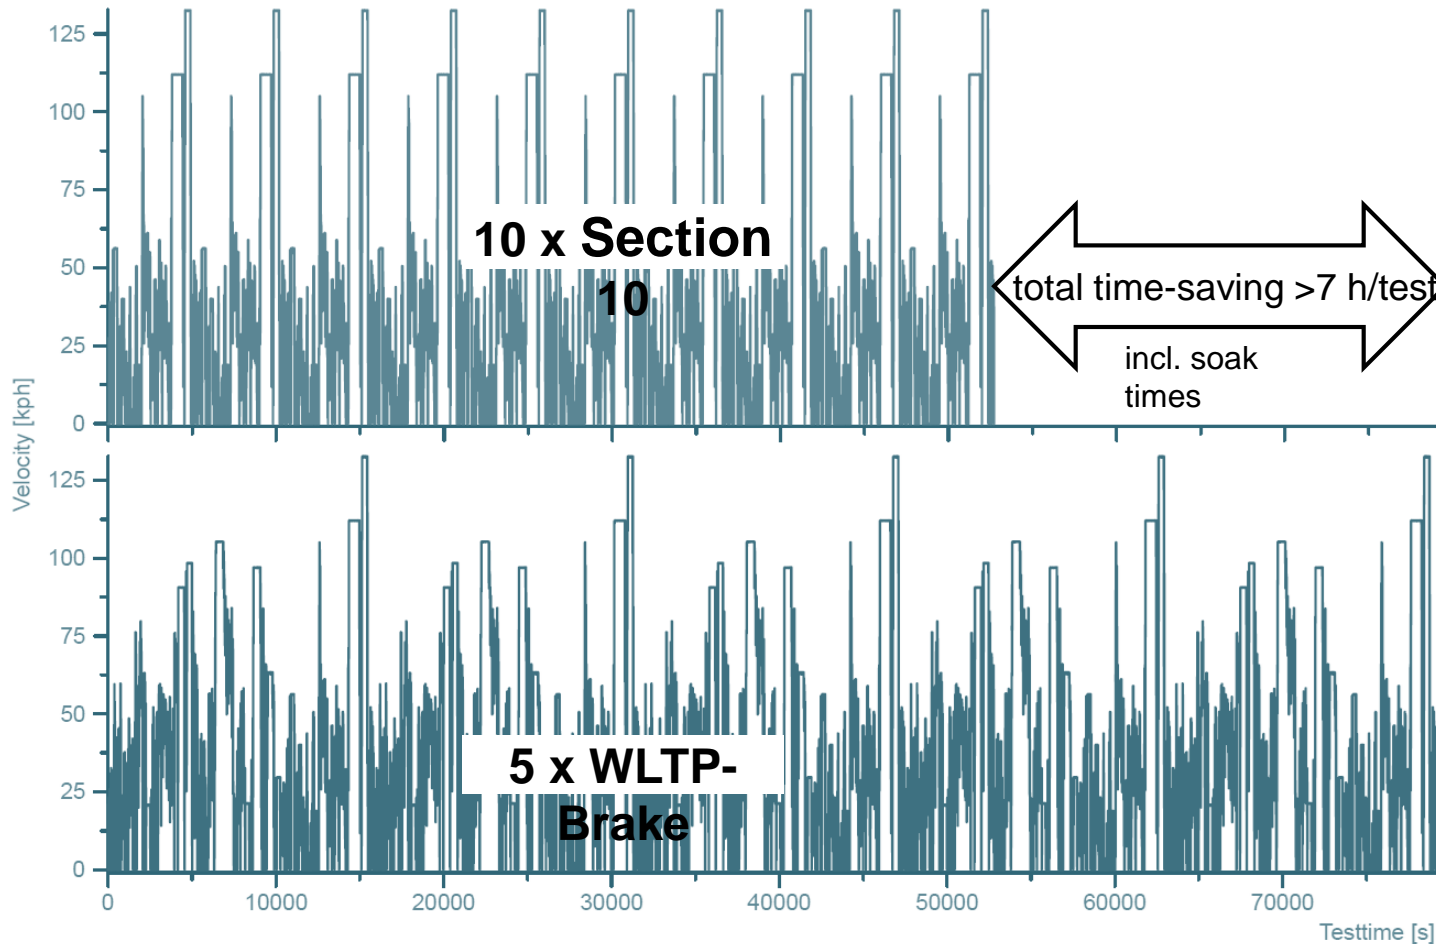 125
100
75
50
25
0
10 x Section
10
total time-saving >7 h/test
incl. soak
times
Velocity [kph]
125
100
75
50
25
0
5 x WLTP-
Brake
0 10000 20000 30000 40000 50000 60000 70000
Testtime [s]